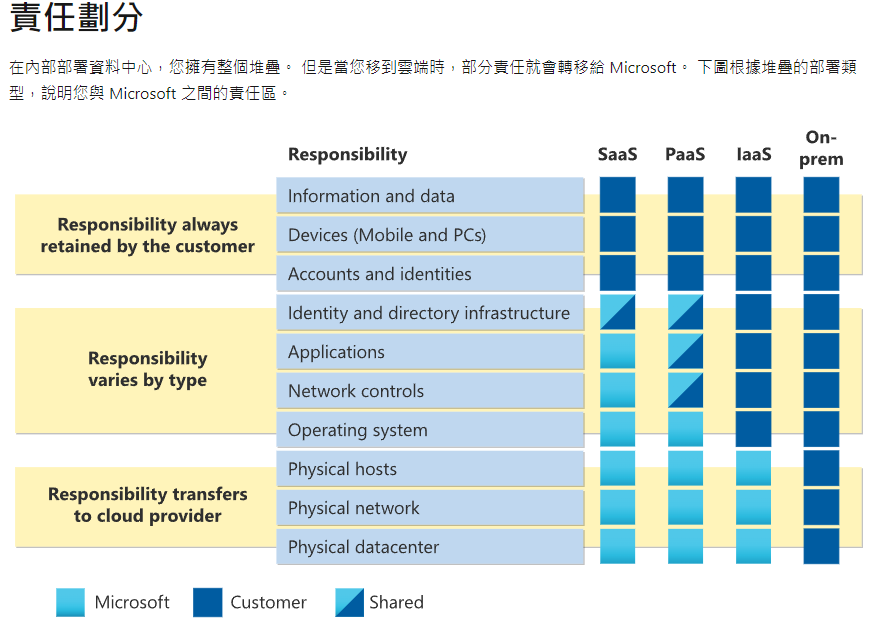 責任劃分
在內部部署資料中心，您擁有整個堆疊。 但是當您移到雲端時，部分責任就會轉移給 Microsoft。 下圖根據堆疊的部署類
型，說明您與 Microsoft 之間的責任區。
Responsibility SaaS PaaS IaaS On-
prem
Responsibility always
retained by the customer
Information and data
Devices (Mobile and PCs)
Accounts and identities
Responsibility
varies by type
Identity and directory infrastructure
Applications
Network controls
Operating system
Responsibility transfers
to cloud provider
Physical hosts
Physical network
Physical datacenter
Microsoft Customer Shared